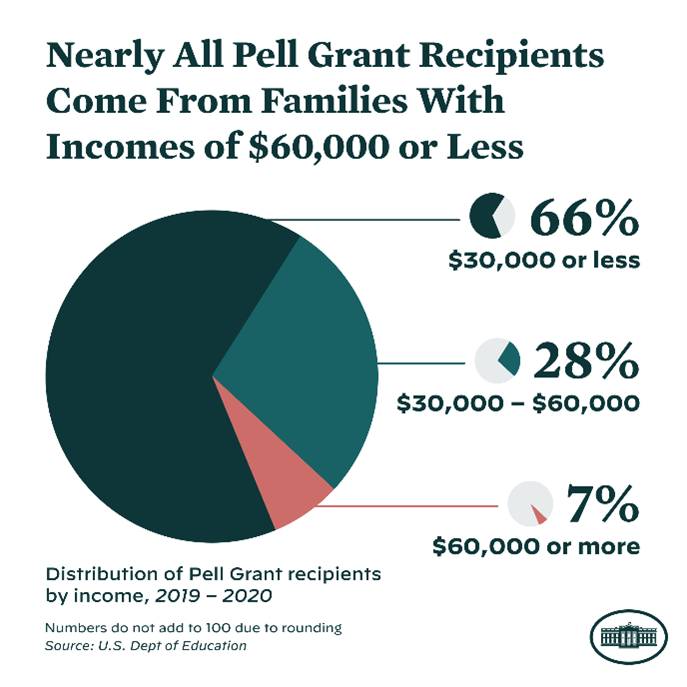 Nearly All Pell Grant Recipients
Come From Families With
Incomes of $60,000 or Less
66%
$30,000 or less
28%
$30,000 – $60,000
7%
$60,000 or more
Distribution of Pell Grant recipients
by income, 2019 – 2020
Numbers do not add to 100 due to rounding
Source: U.S. Dept of Education